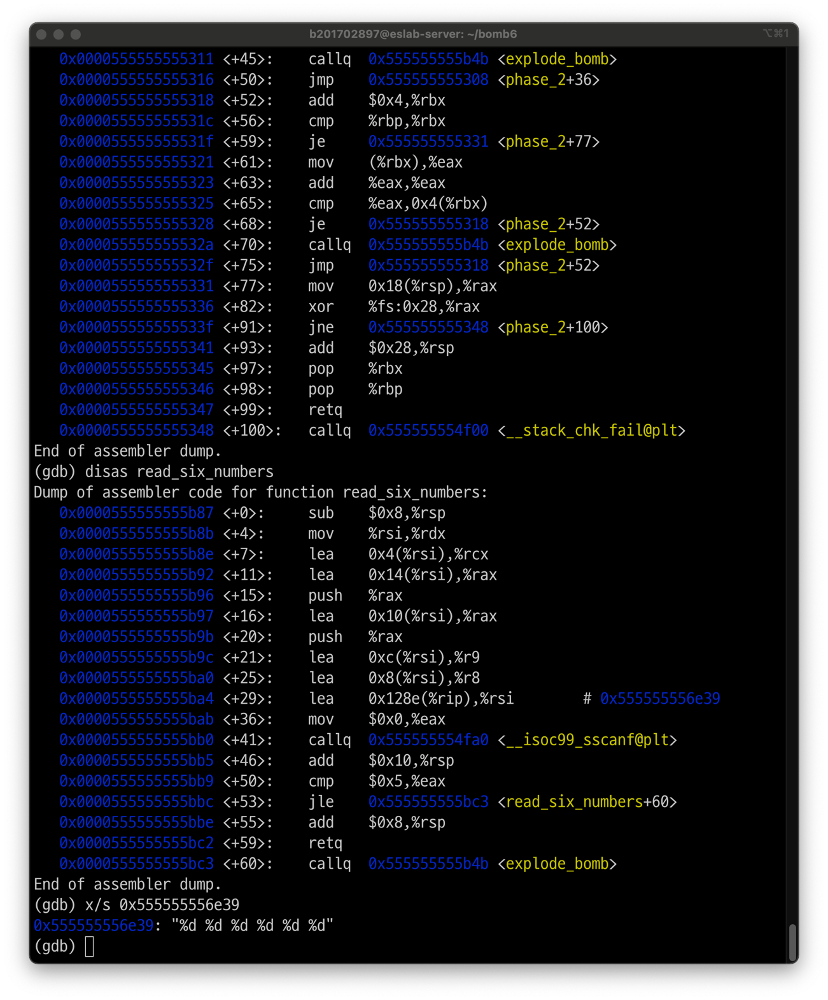 b201702897@eslab-server: ~/bomb6 ⌥⌘1
0x0000555555555311 <+45>: callq 0x555555555b4b <explode_bomb>
0x0000555555555316 <+50>: jmp 0x555555555308 <phase_2+36>
0x0000555555555318 <+52>: add $0x4,%rbx
0x000055555555531c <+56>: cmp %rbp,%rbx
0x000055555555531f <+59>: je 0x555555555331 <phase_2+77>
0x0000555555555321 <+61>: mov (%rbx),%eax
0x0000555555555323 <+63>: add %eax,%eax
0x0000555555555325 <+65>: cmp %eax,0x4(%rbx)
0x0000555555555328 <+68>: je 0x555555555318 <phase_2+52>
0x000055555555532a <+70>: callq 0x555555555b4b <explode_bomb>
0x000055555555532f <+75>: jmp 0x555555555318 <phase_2+52>
0x0000555555555331 <+77>: mov 0x18(%rsp),%rax
0x0000555555555336 <+82>: xor %fs:0x28,%rax
0x000055555555533f <+91>: jne 0x555555555348 <phase_2+100>
0x0000555555555341 <+93>: add $0x28,%rsp
0x0000555555555345 <+97>: pop %rbx
0x0000555555555346 <+98>: pop %rbp
0x0000555555555347 <+99>: retq
0x0000555555555348 <+100>: callq 0x555555554f00 <__stack_chk_fail@plt>
End of assembler dump.
(gdb) disas read_six_numbers
Dump of assembler code for function read_six_numbers:
0x0000555555555b87 <+0>: sub $0x8,%rsp
0x0000555555555b8b <+4>: mov %rsi,%rdx
0x0000555555555b8e <+7>: lea 0x4(%rsi),%rcx
0x0000555555555b92 <+11>: lea 0x14(%rsi),%rax
0x0000555555555b96 <+15>: push %rax
0x0000555555555b97 <+16>: lea 0x10(%rsi),%rax
0x0000555555555b9b <+20>: push %rax
0x0000555555555b9c <+21>: lea 0xc(%rsi),%r9
0x0000555555555ba0 <+25>: lea 0x8(%rsi),%r8
0x0000555555555ba4 <+29>: lea 0x128e(%rip),%rsi # 0x555555556e39
0x0000555555555bab <+36>: mov $0x0,%eax
0x0000555555555bb0 <+41>: callq 0x555555554fa0 <__isoc99_sscanf@plt>
0x0000555555555bb5 <+46>: add $0x10,%rsp
0x0000555555555bb9 <+50>: cmp $0x5,%eax
0x0000555555555bbc <+53>: jle 0x555555555bc3 <read_six_numbers+60>
0x0000555555555bbe <+55>: add $0x8,%rsp
0x0000555555555bc2 <+59>: retq
0x0000555555555bc3 <+60>: callq 0x555555555b4b <explode_bomb>
End of assembler dump.
(gdb) x/s 0x555555556e39
0x555555556e39: "%d %d %d %d %d %d"
(gdb)